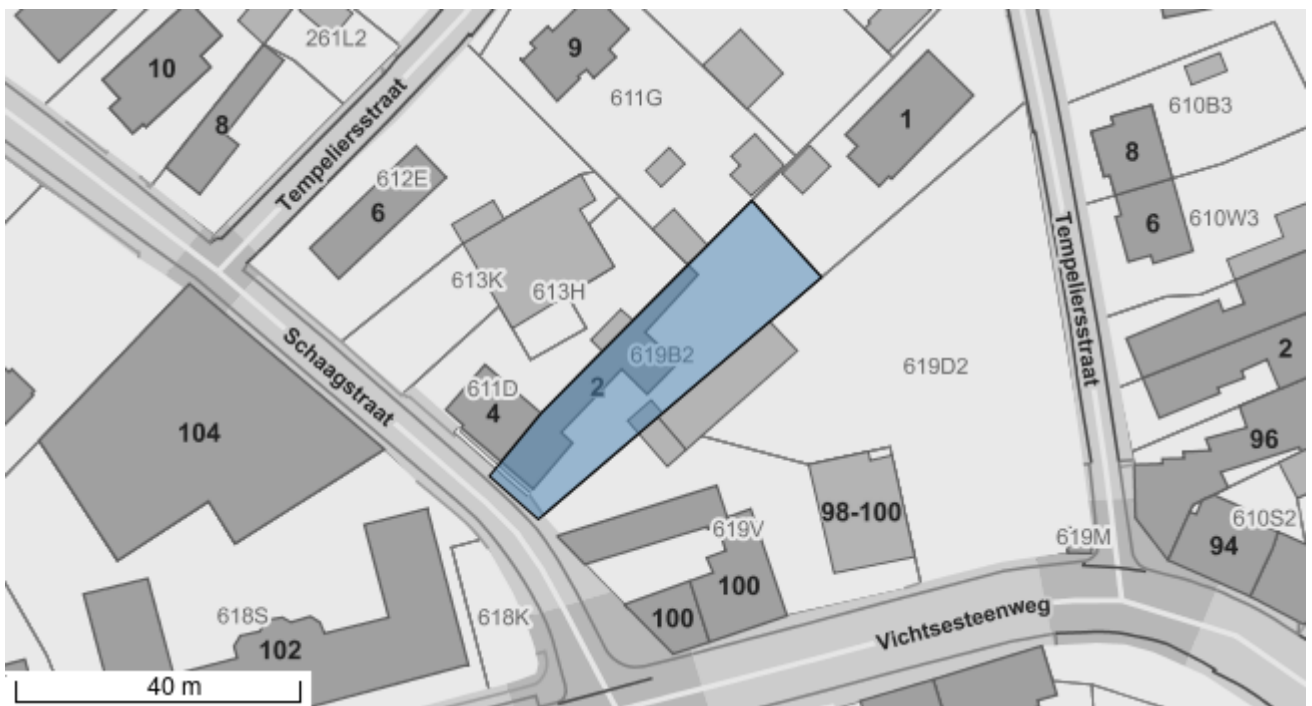 261L2
9
10
611G
610B3
8
Tempeliersstraat
1
8
612E
6
6
610W3
Tempeliersstraat
613K
613H
Schaagstraat
619B2
2
619D2
2
611D
4
104
96
98-100
619V
619M
610S2
94
100
618S
618K
100
Vichtsesteenweg
102
40 m